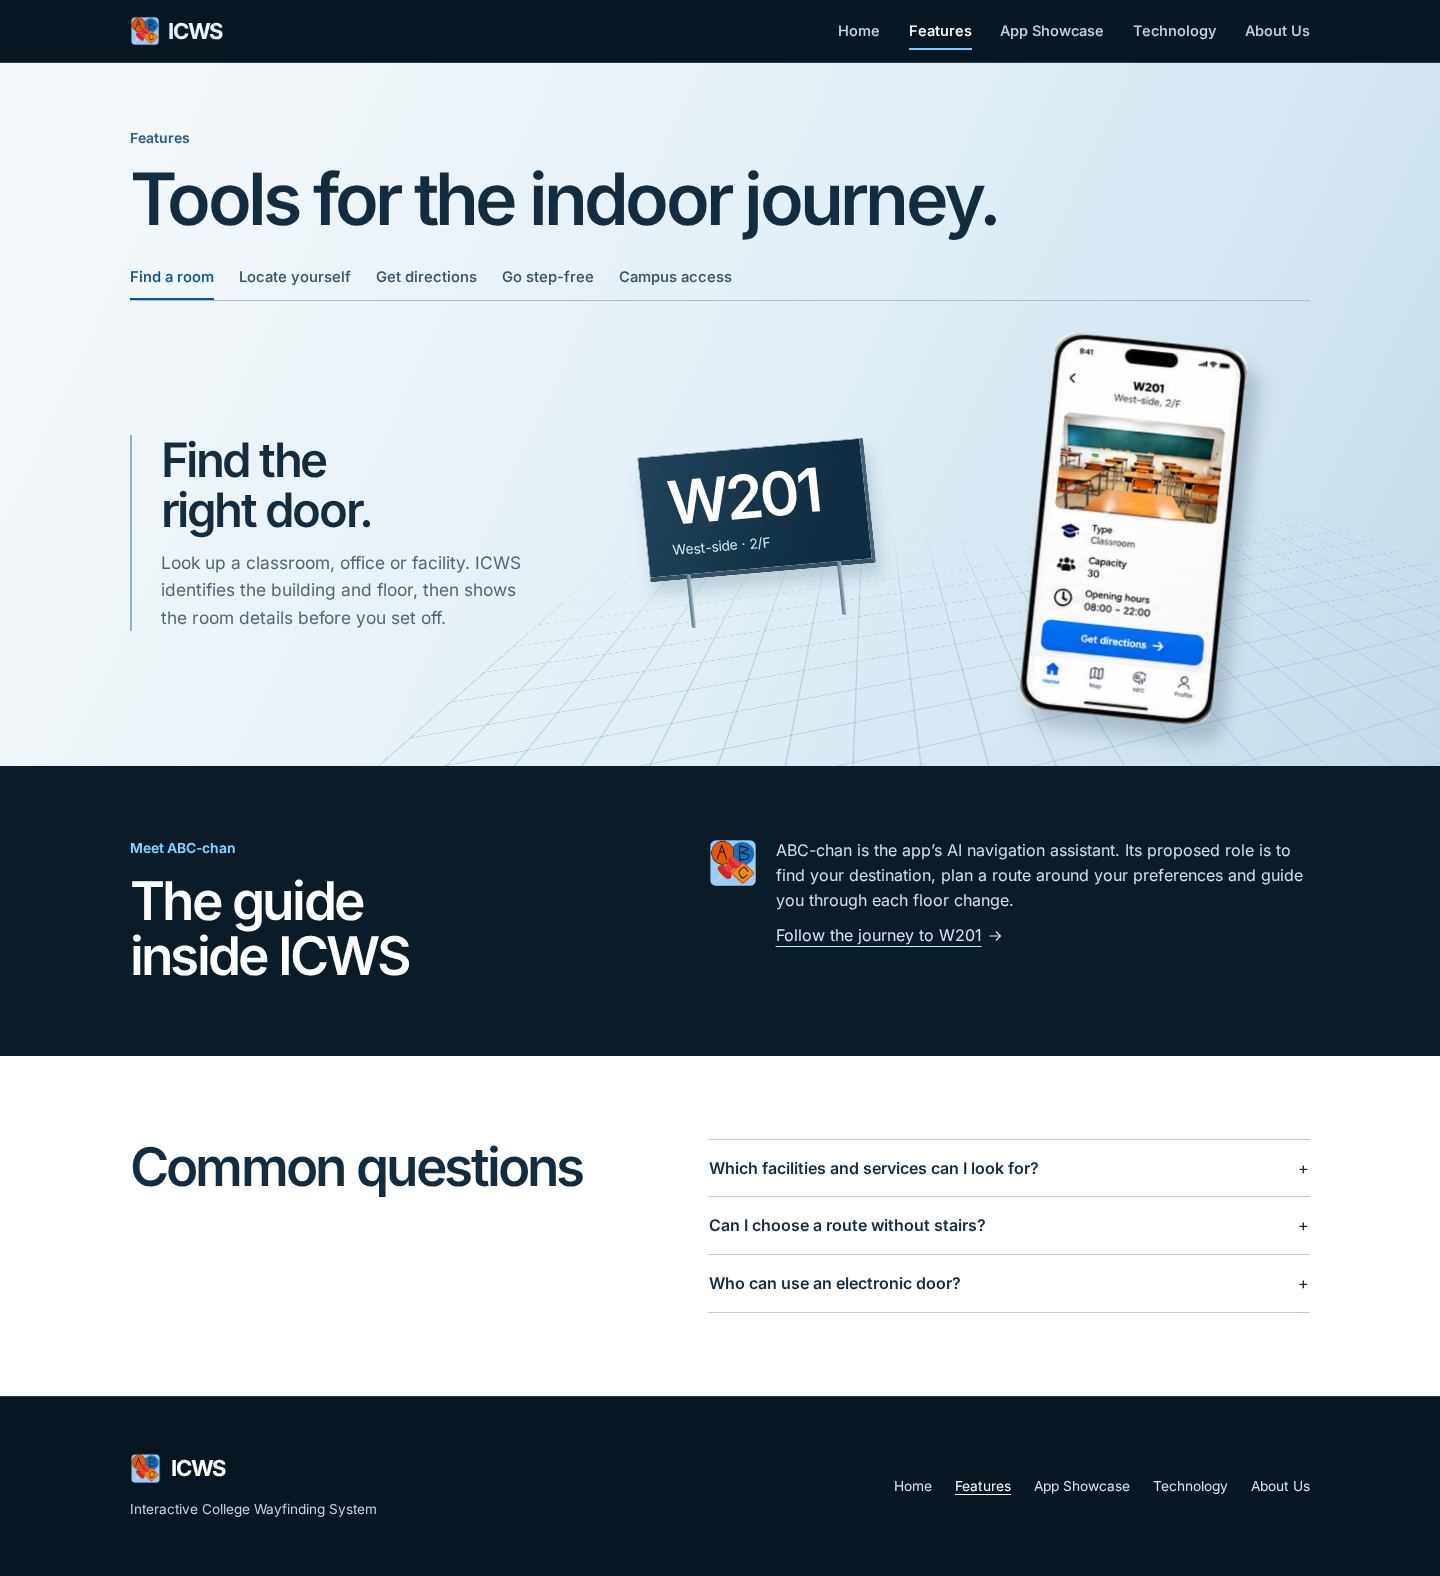 ICWS
Home Features App Showcase Technology About Us
Features
Tools for the indoor journey.
Find a room Locate yourself Get directions Go step-free Campus access
Find the
right door.
Look up a classroom, office or facility. ICWS
identifies the building and floor, then shows
the room details before you set off.
W201
West-side · 2/F
9:41
W201
West-side, 2/F
Type
Classroom
Capacity
30
Opening hours
08:00 – 22:00
Get directions →
Home Map NFC Profile
Meet ABC-chan
The guide
inside ICWS
A B C
ABC-chan is the app’s AI navigation assistant. Its proposed role is to
find your destination, plan a route around your preferences and guide
you through each floor change.
Follow the journey to W201 →
Common questions
Which facilities and services can I look for? +
Can I choose a route without stairs? +
Who can use an electronic door? +
ICWS
Interactive College Wayfinding System
Home Features App Showcase Technology About Us